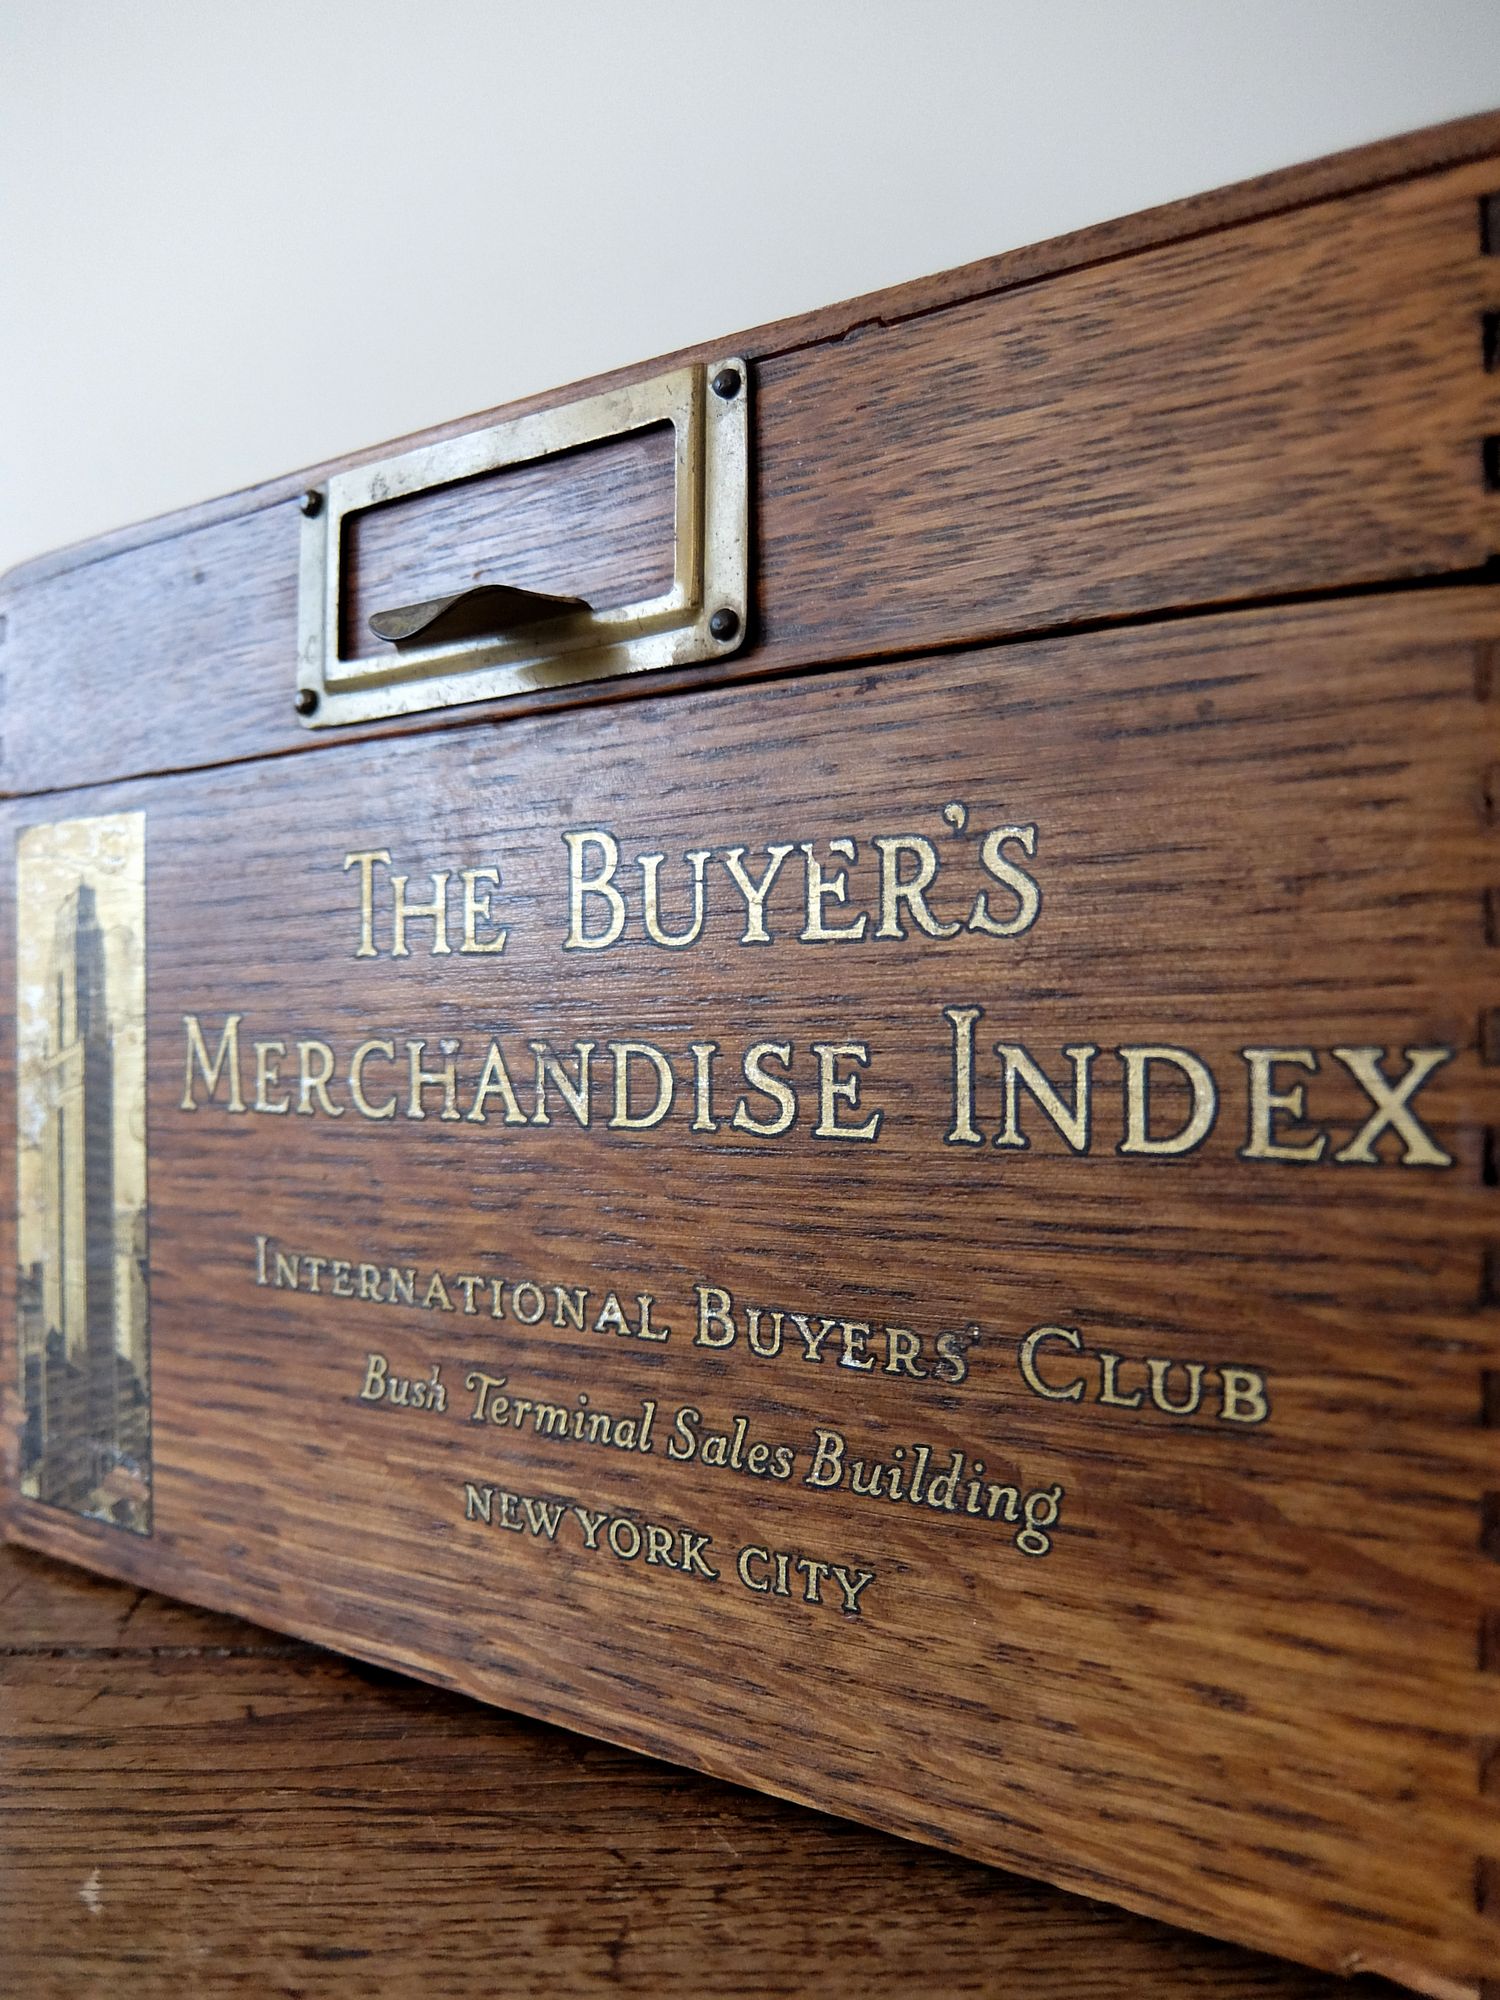 The Buyer's
Merchandise Index
International Buyers' Club
Bush Terminal Sales Building
NEW YORK CITY